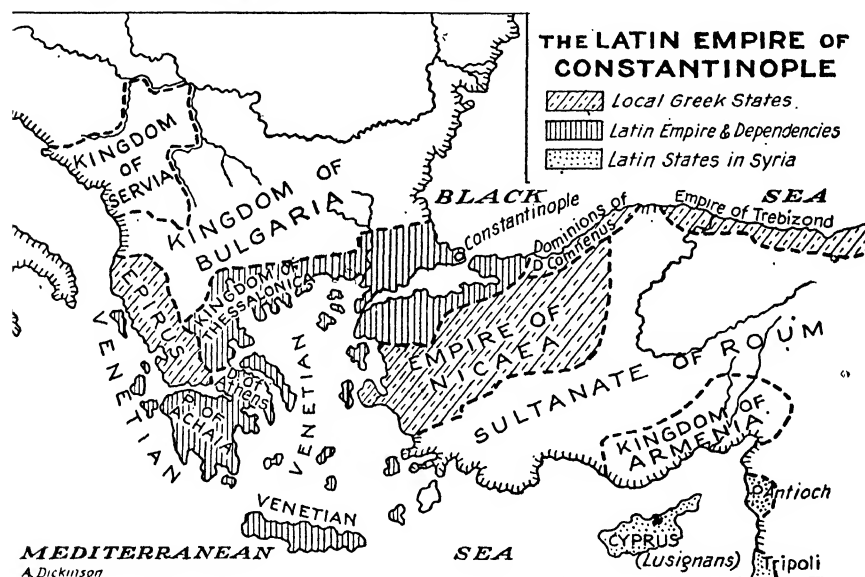 THE LATIN EMPIRE OF
CONSTANTINOPLE
Local Greek States
Latin Empire & Dependencies
Latin States in Syria
KINGDOM
OF
SERVIA
KINGDOM OF
BULGARIA
BLACK
SEA
Constantinople
Dominions of
D. Comnenus
Empire of Trebizond
EPIRUS
KINGDOM OF
THESSALONICA
EMPIRE OF
NICAEA
SULTANATE OF ROUM
KINGDOM OF
ARMENIA
VENETIAN
VENETIAN
D. of
Athens
P. OF
ACHAIA
VENETIAN
P. Antioch
CYPRUS
(Lusignans)
Tripoli
MEDITERRANEAN
SEA
A. Dickinson